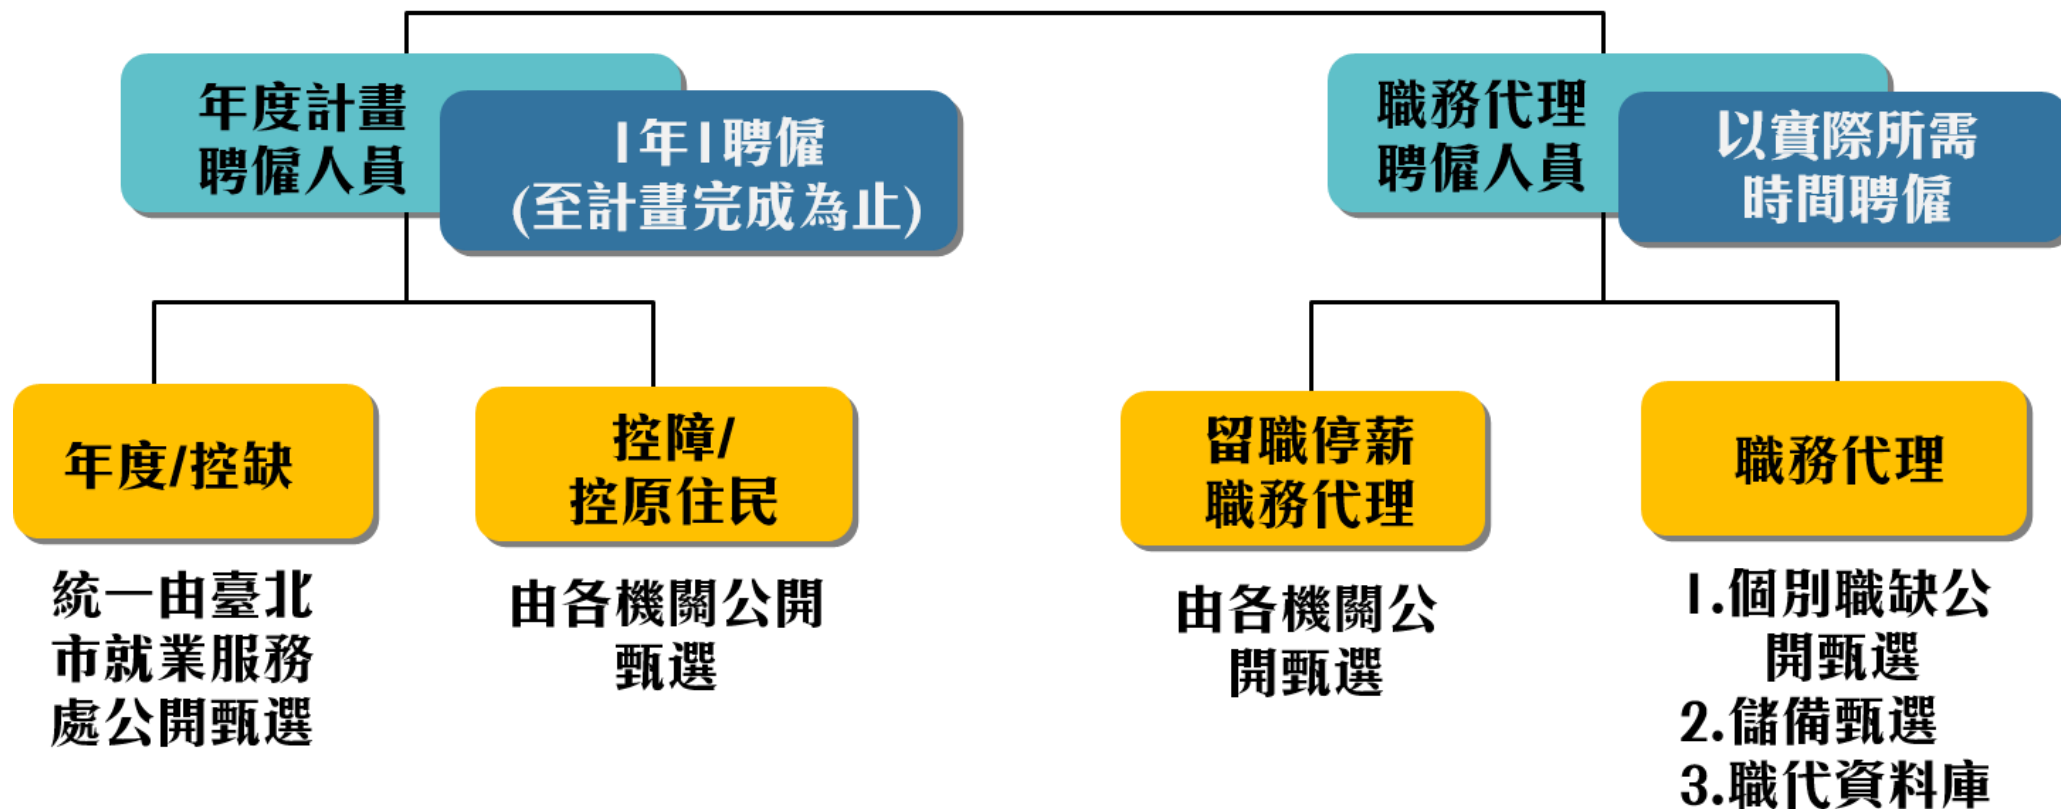 年度計畫
聘僱人員
1年1聘僱
(至計畫完成為止)
職務代理
聘僱人員
以實際所需
時間聘僱
年度/控缺
統一由臺北
市就業服務
處公開甄選
控障/
控原住民
由各機關公開
甄選
留職停薪
職務代理
由各機關公
開甄選
職務代理
1.個別職缺公
開甄選
2.儲備甄選
3.職代資料庫